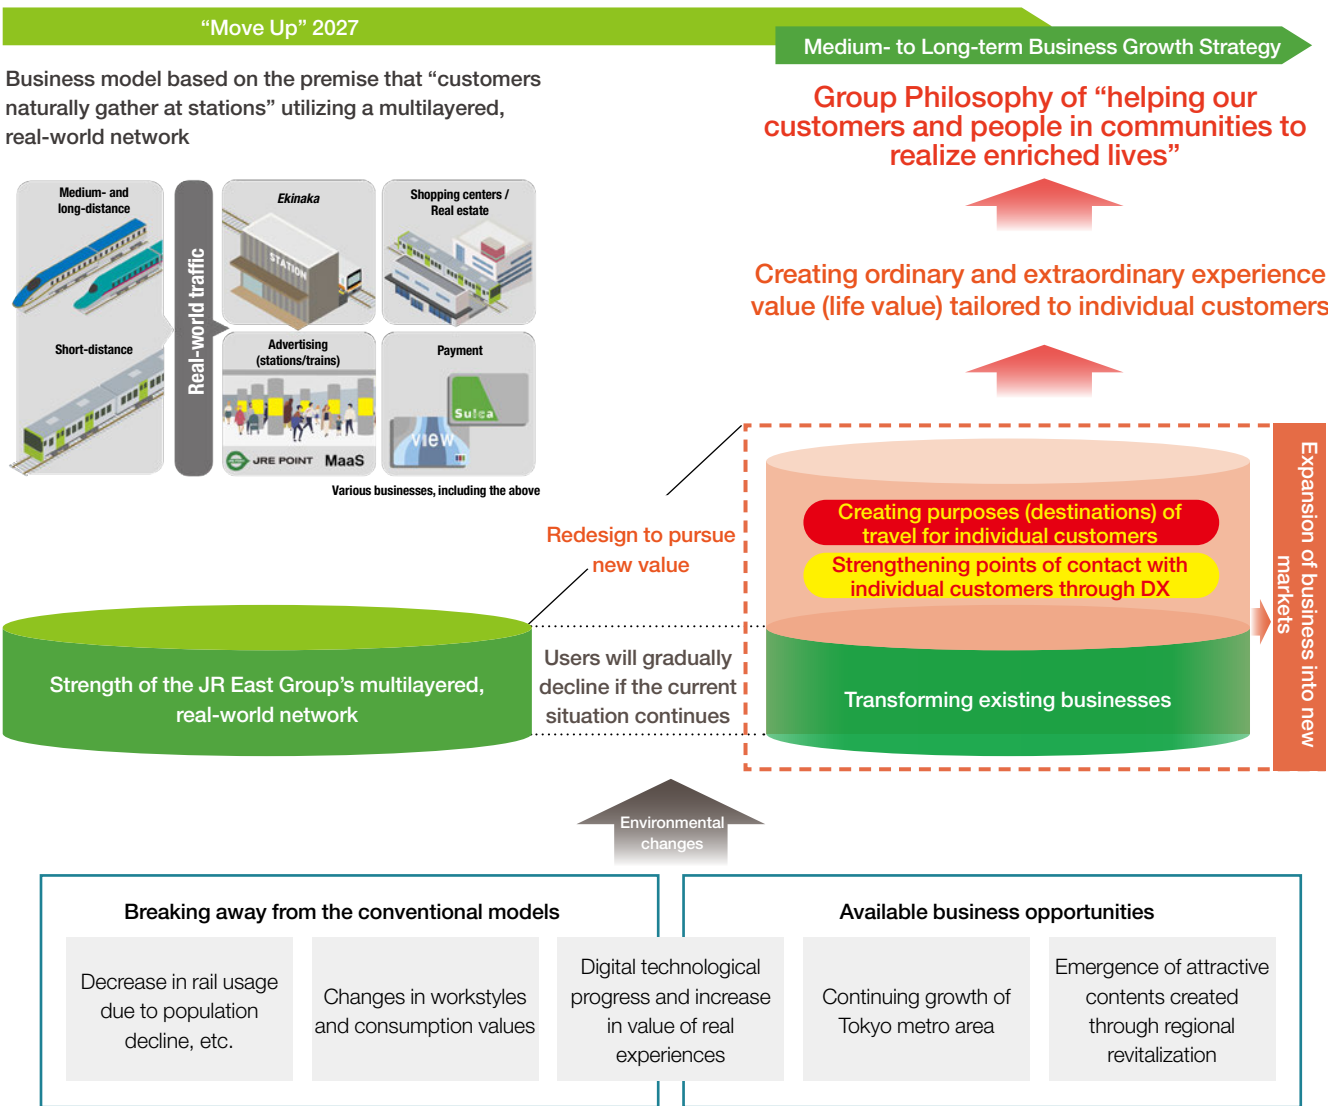 “Move Up” 2027
Medium- to Long-term Business Growth Strategy
Business model based on the premise that “customers
naturally gather at stations” utilizing a multilayered,
real-world network
Medium- and
long-distance
Short-distance
Real-world traffic
Ekinaka
STATION
Shopping centers /
Real estate
Advertising
(stations/trains)
JRE POINT
MaaS
Payment
Suica
VIEW
Various businesses, including the above
Group Philosophy of “helping our
customers and people in communities to
realize enriched lives”
Creating ordinary and extraordinary experience
value (life value) tailored to individual customers
Redesign to pursue
new value
Creating purposes (destinations) of
travel for individual customers
Strengthening points of contact with
individual customers through DX
Expansion of business into new
markets
Strength of the JR East Group’s multilayered,
real-world network
Users will gradually
decline if the current
situation continues
Transforming existing businesses
Environmental
changes
Breaking away from the conventional models
Available business opportunities
Decrease in rail usage
due to population
decline, etc.
Changes in workstyles
and consumption values
Digital technological
progress and increase
in value of real
experiences
Continuing growth of
Tokyo metro area
Emergence of attractive
contents created
through regional
revitalization